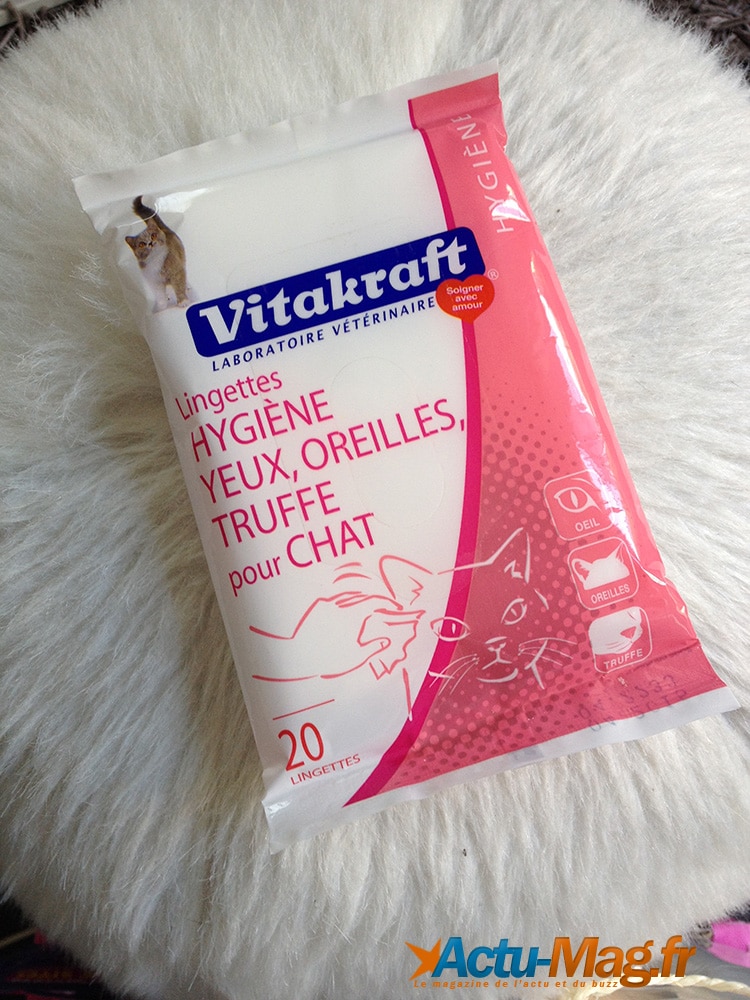 HYGIÈNE
Vitakraft®
Soigner
avec
amour
LABORATOIRE VÉTÉRINAIRE
Lingettes
HYGIÈNE
YEUX, OREILLES,
TRUFFE
pour CHAT
OEIL
OREILLES
TRUFFE
20
LINGETTES
Actu-Mag.fr
Le magazine de l'actu et du buzz